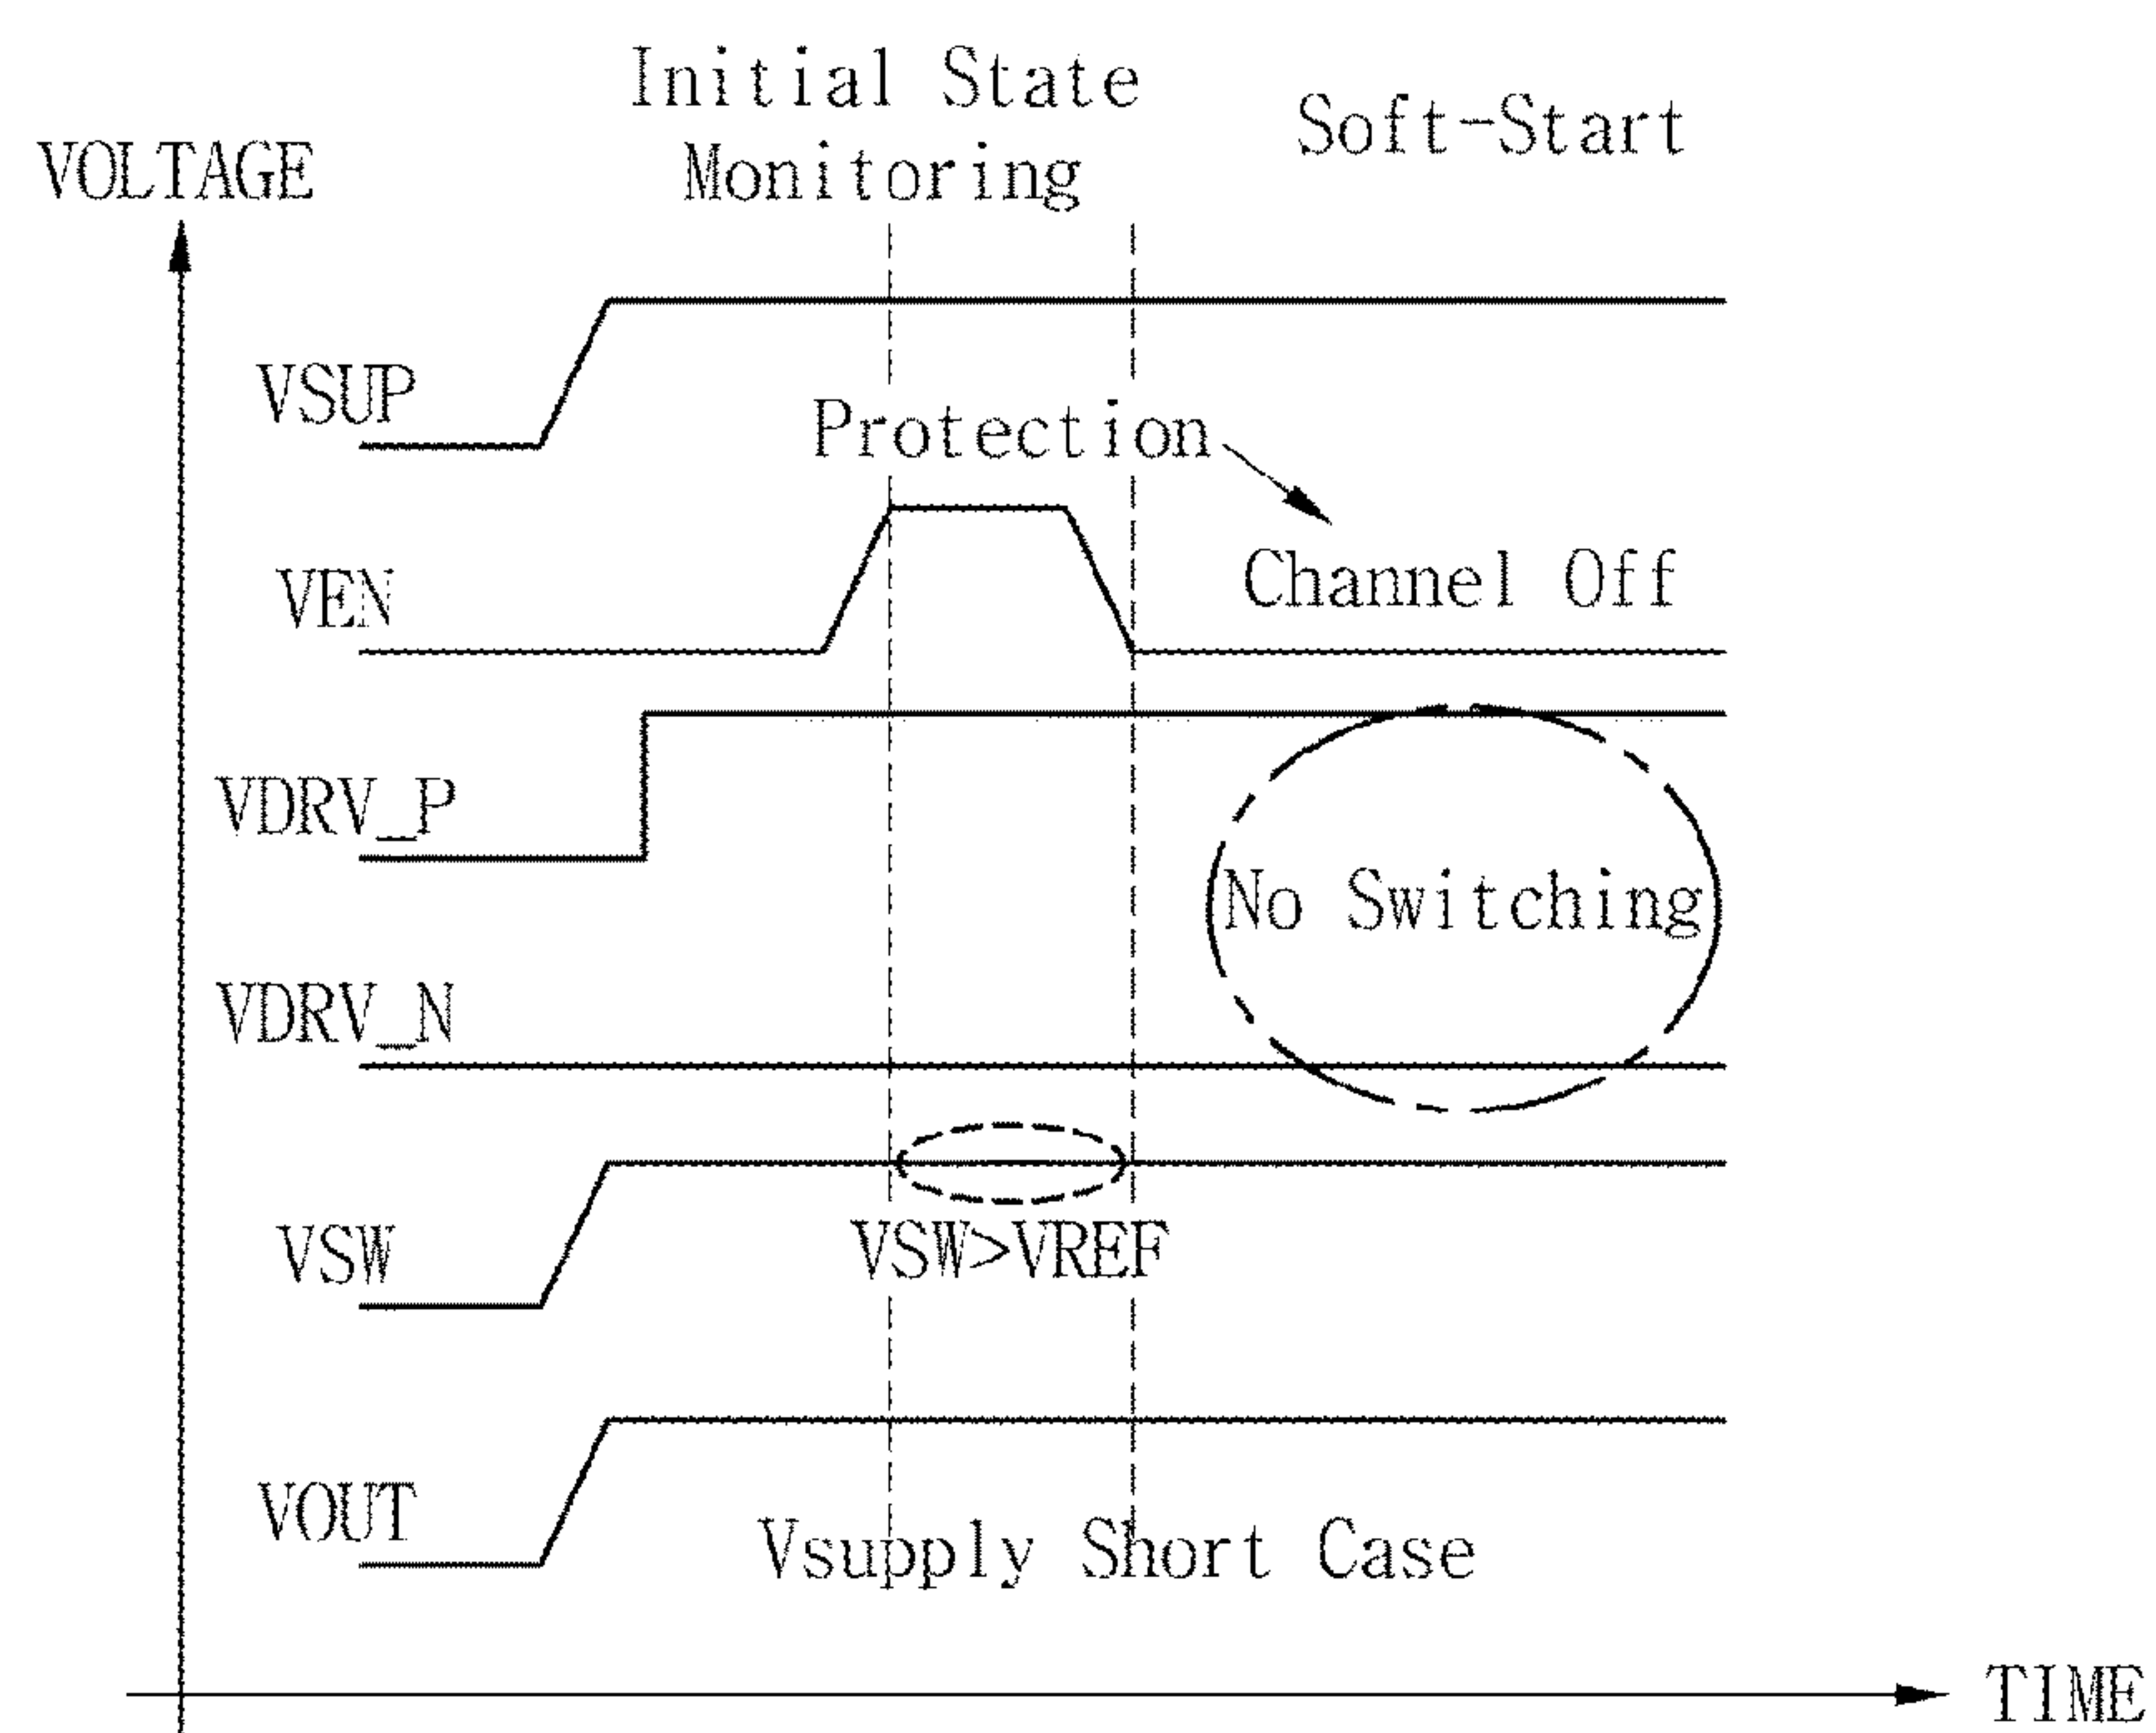 Initial State
Monitoring
Soft-Start
VOLTAGE
VSUP
Protection
VEN
Channel Off
VDRV_P
No Switching
VDRV_N
VSW
VSW>VREF
VOUT
Vsupply Short Case
TIME